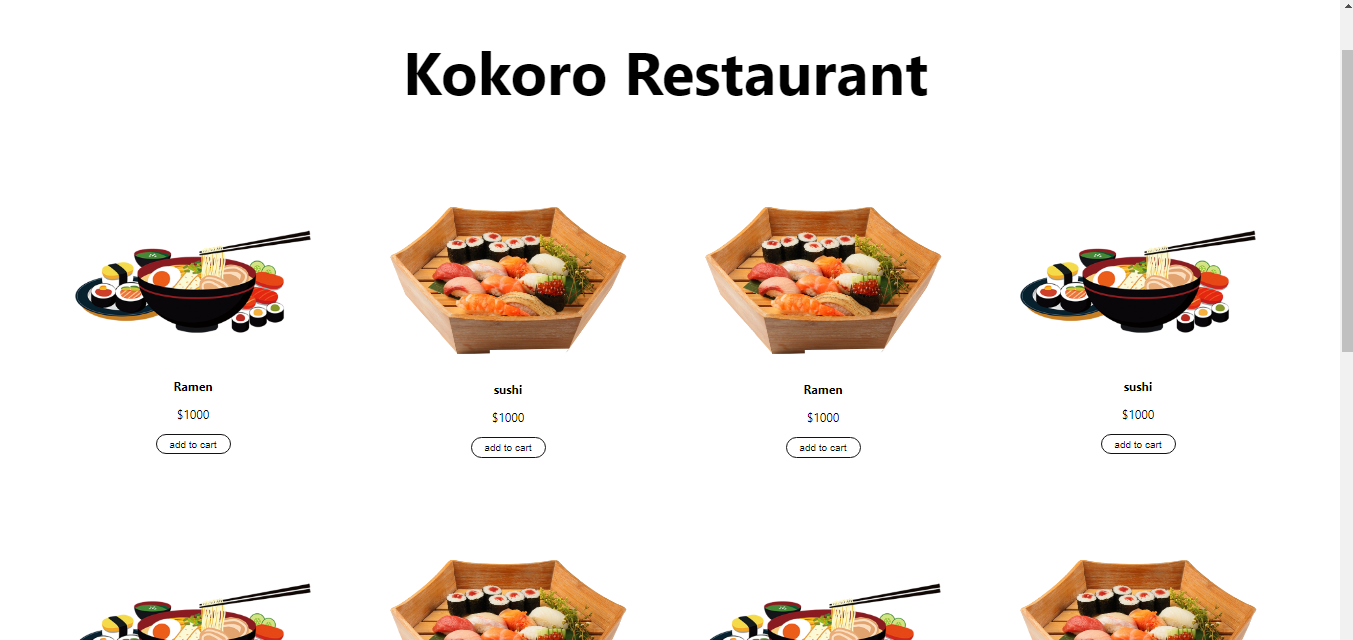 Kokoro Restaurant
Ramen
$1000
add to cart
sushi
$1000
add to cart
Ramen
$1000
add to cart
sushi
$1000
add to cart